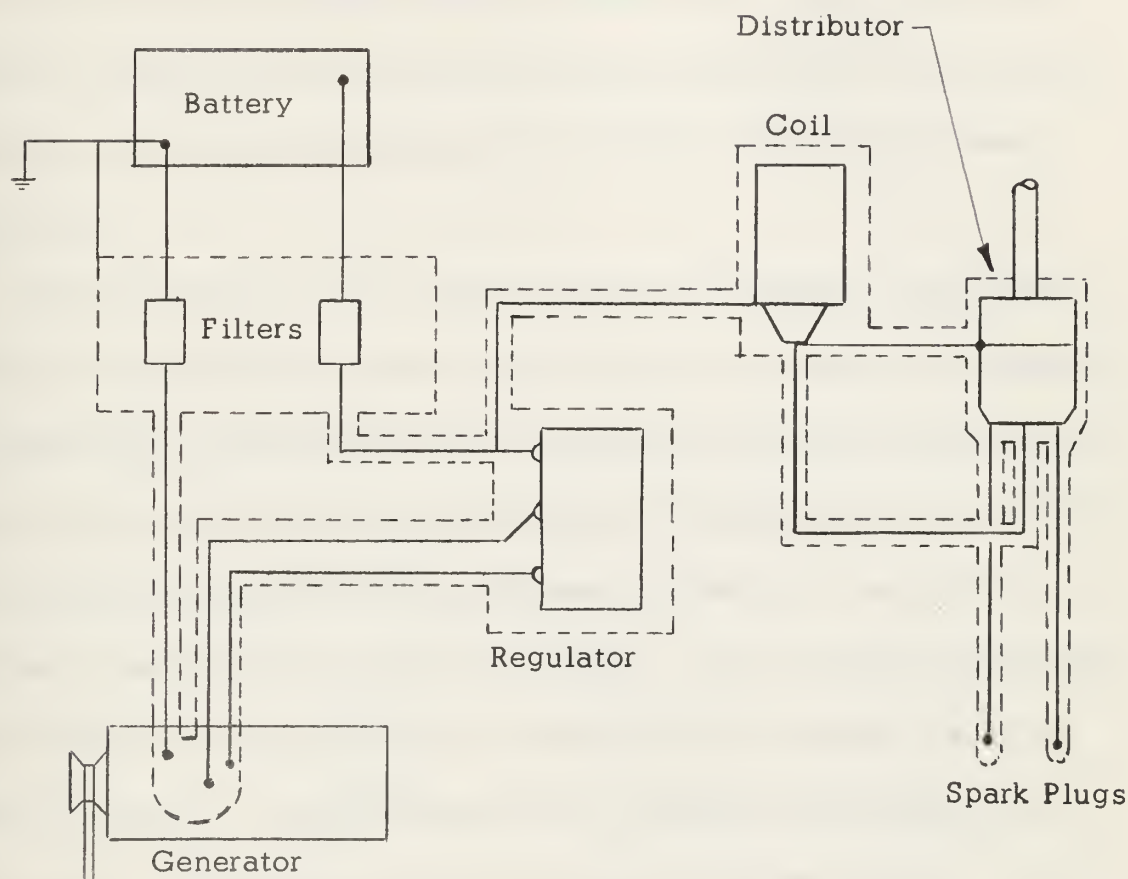 Distributor
Battery
Coil
Filters
Regulator
Spark Plugs
Generator